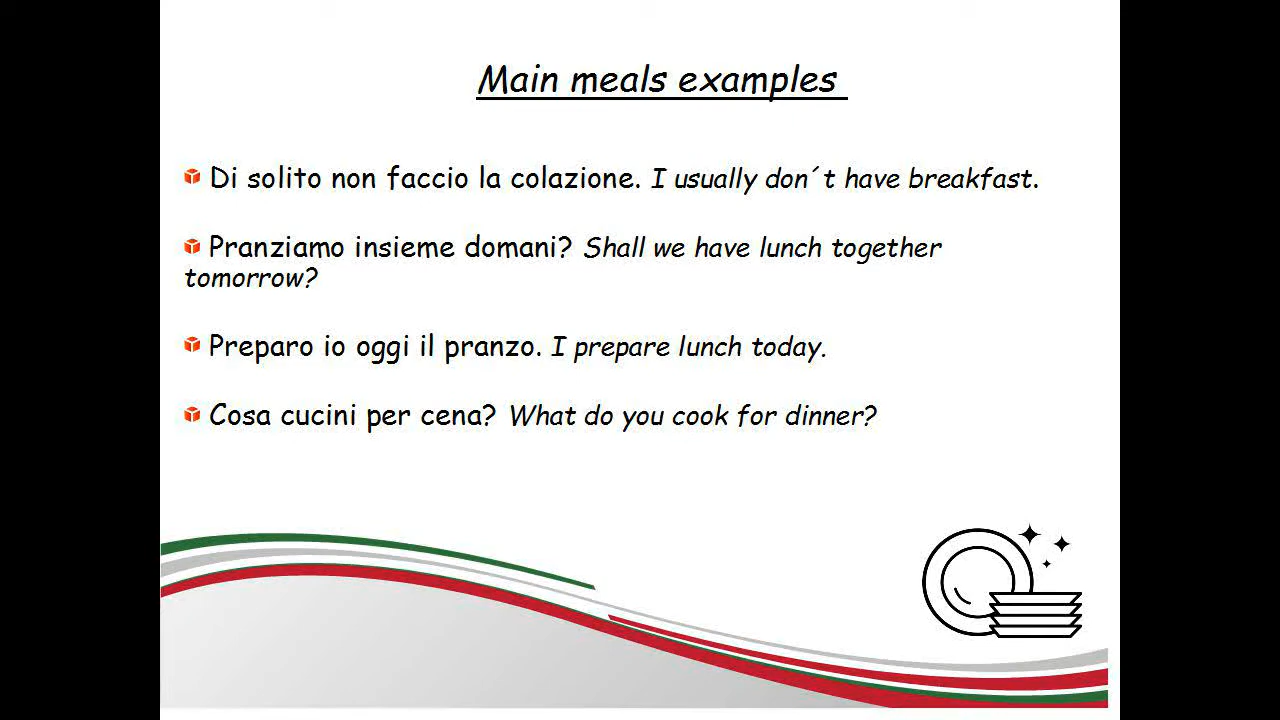 Main meals examples
Di solito non faccio la colazione. I usually don´t have breakfast.
Pranziamo insieme domani? Shall we have lunch together
tomorrow?
Preparo io oggi il pranzo. I prepare lunch today.
Cosa cucini per cena? What do you cook for dinner?